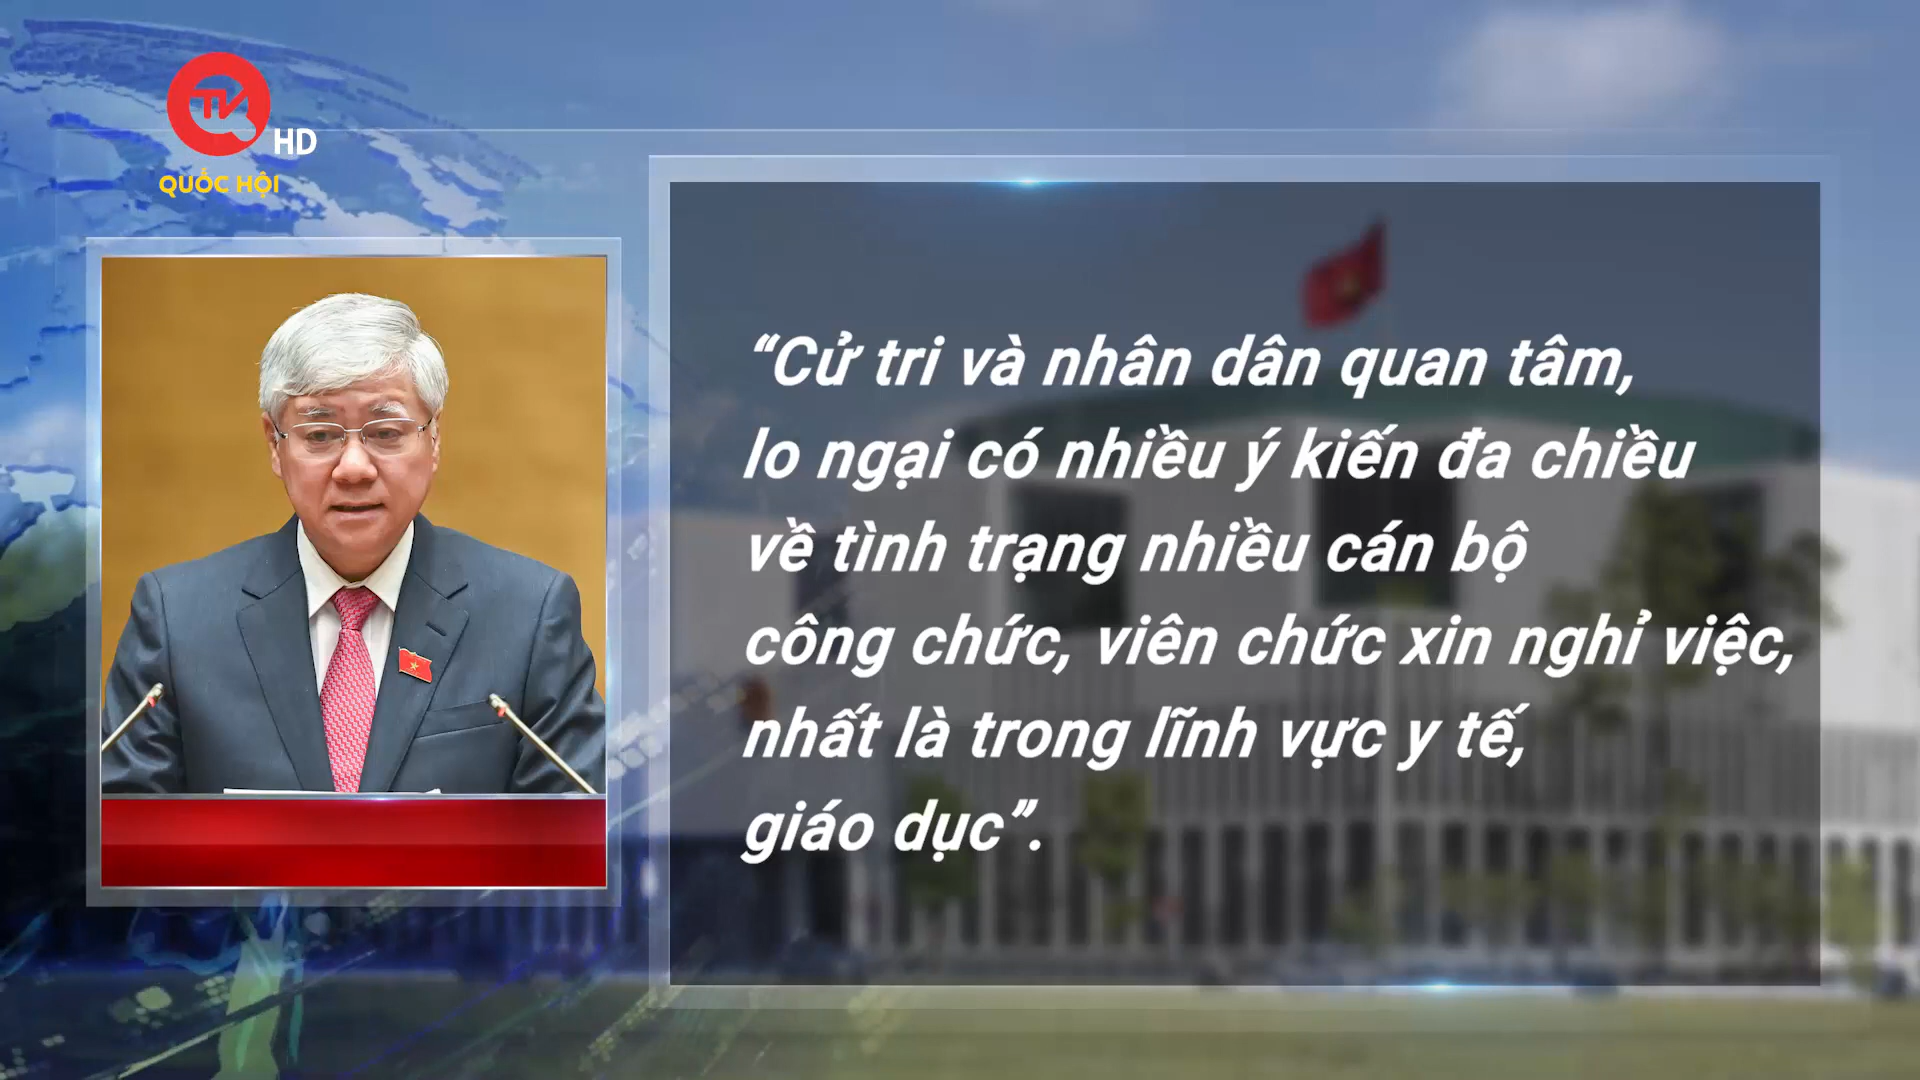 TV
HD
QUỐC HỘI
“Cử tri và nhân dân quan tâm,
lo ngại có nhiều ý kiến đa chiều
về tình trạng nhiều cán bộ
công chức, viên chức xin nghỉ việc,
nhất là trong lĩnh vực y tế,
giáo dục”.